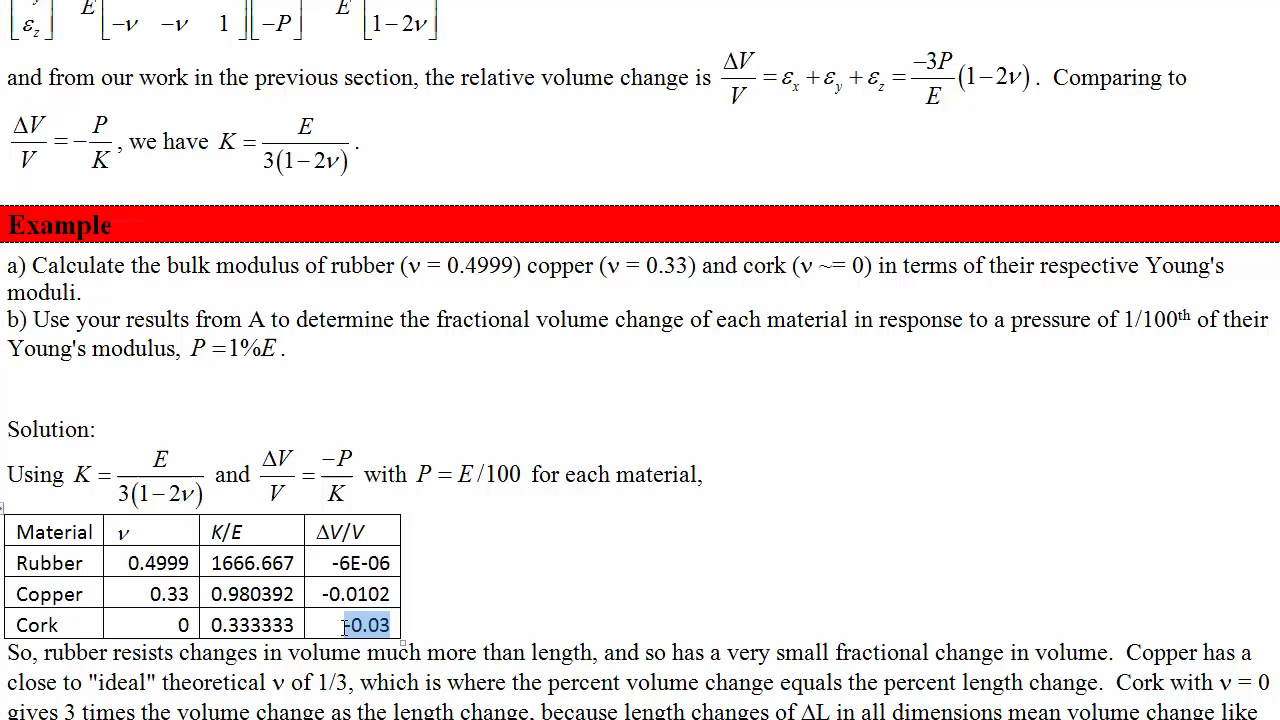 ε_z E −ν −ν 1 −P E 1−2ν
and from our work in the previous section, the relative volume change is ΔV/V = ε_x + ε_y + ε_z = −3P/E (1−2ν). Comparing to
ΔV/V = −P/K, we have K = E/3(1−2ν).
Example
a) Calculate the bulk modulus of rubber (ν = 0.4999) copper (ν = 0.33) and cork (ν ~= 0) in terms of their respective Young's
moduli.
b) Use your results from A to determine the fractional volume change of each material in response to a pressure of 1/100th of their
Young's modulus, P = 1%E.
Solution:
Using K = E/3(1−2ν) and ΔV/V = −P/K with P = E/100 for each material,
Material ν K/E ΔV/V
Rubber 0.4999 1666.667 -6E-06
Copper 0.33 0.980392 -0.0102
Cork 0 0.333333 -0.03
So, rubber resists changes in volume much more than length, and so has a very small fractional change in volume. Copper has a
close to "ideal" theoretical ν of 1/3, which is where the percent volume change equals the percent length change. Cork with ν = 0
gives 3 times the volume change as the length change, because length changes of ΔL in all dimensions mean volume change like